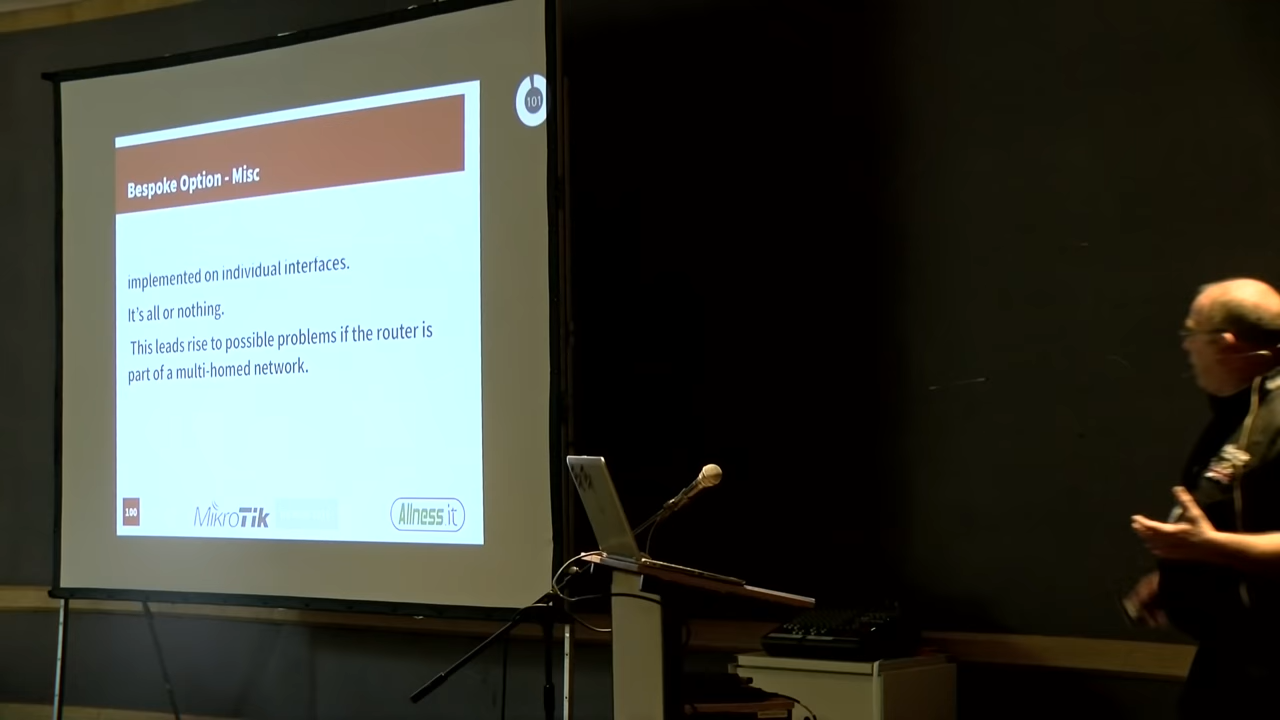 101
Bespoke Option - Misc
implemented on individual interfaces.
It's all or nothing.
This leads rise to possible problems if the router is
part of a multi-homed network.
100
MikroTik
Allness.it